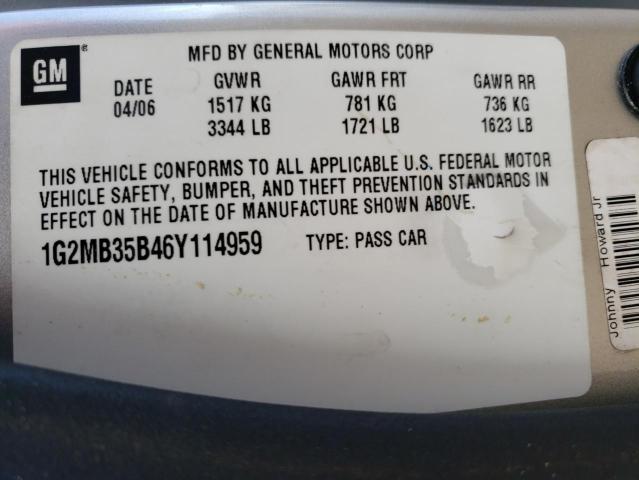 GM ®
MFD BY GENERAL MOTORS CORP
DATE GVWR GAWR FRT GAWR RR
04/06 1517 KG 781 KG 736 KG
3344 LB 1721 LB 1623 LB
THIS VEHICLE CONFORMS TO ALL APPLICABLE U.S. FEDERAL MOTOR
VEHICLE SAFETY, BUMPER, AND THEFT PREVENTION STANDARDS IN
EFFECT ON THE DATE OF MANUFACTURE SHOWN ABOVE.
1G2MB35B46Y114959 TYPE: PASS CAR
Johnny Howard Jr